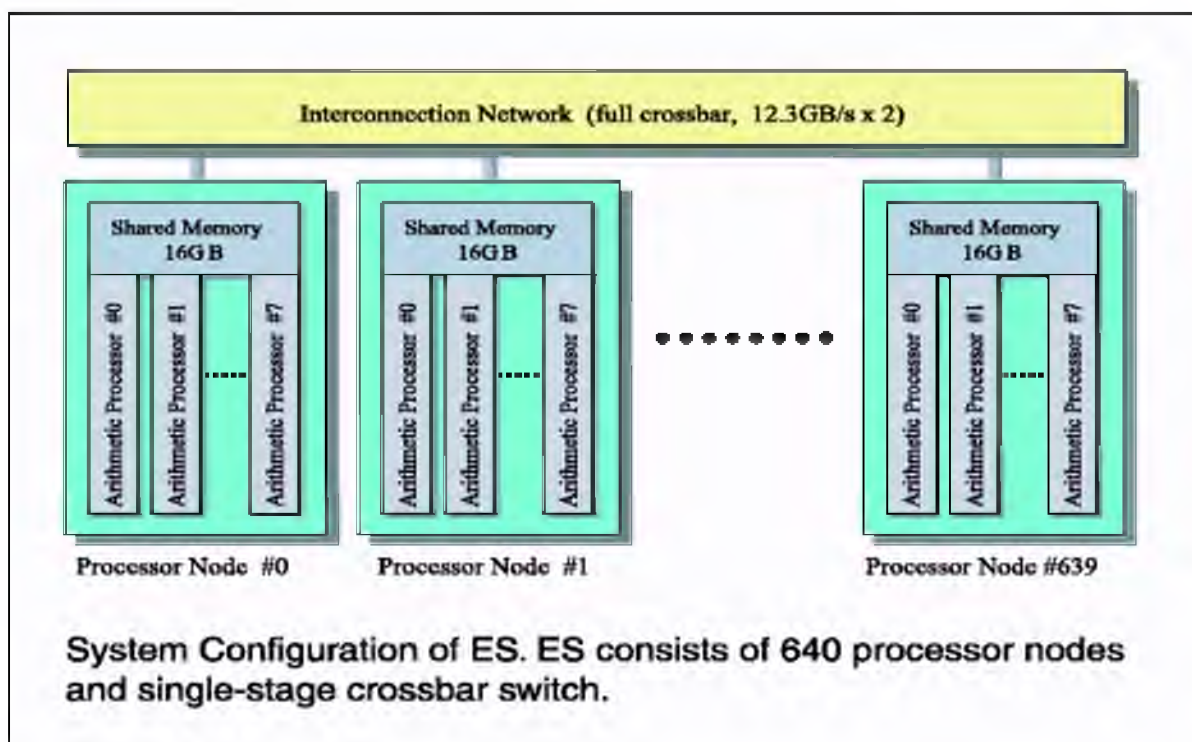 Interconnection Network (full crossbar, 12.3GB/s x 2)
Shared Memory
16GB
Arithmetic Processor #0
Arithmetic Processor #1
Arithmetic Processor #7
Processor Node #0
Shared Memory
16GB
Arithmetic Processor #0
Arithmetic Processor #1
Arithmetic Processor #7
Processor Node #1
Shared Memory
16GB
Arithmetic Processor #0
Arithmetic Processor #1
Arithmetic Processor #7
Processor Node #639
System Configuration of ES. ES consists of 640 processor nodes
and single-stage crossbar switch.